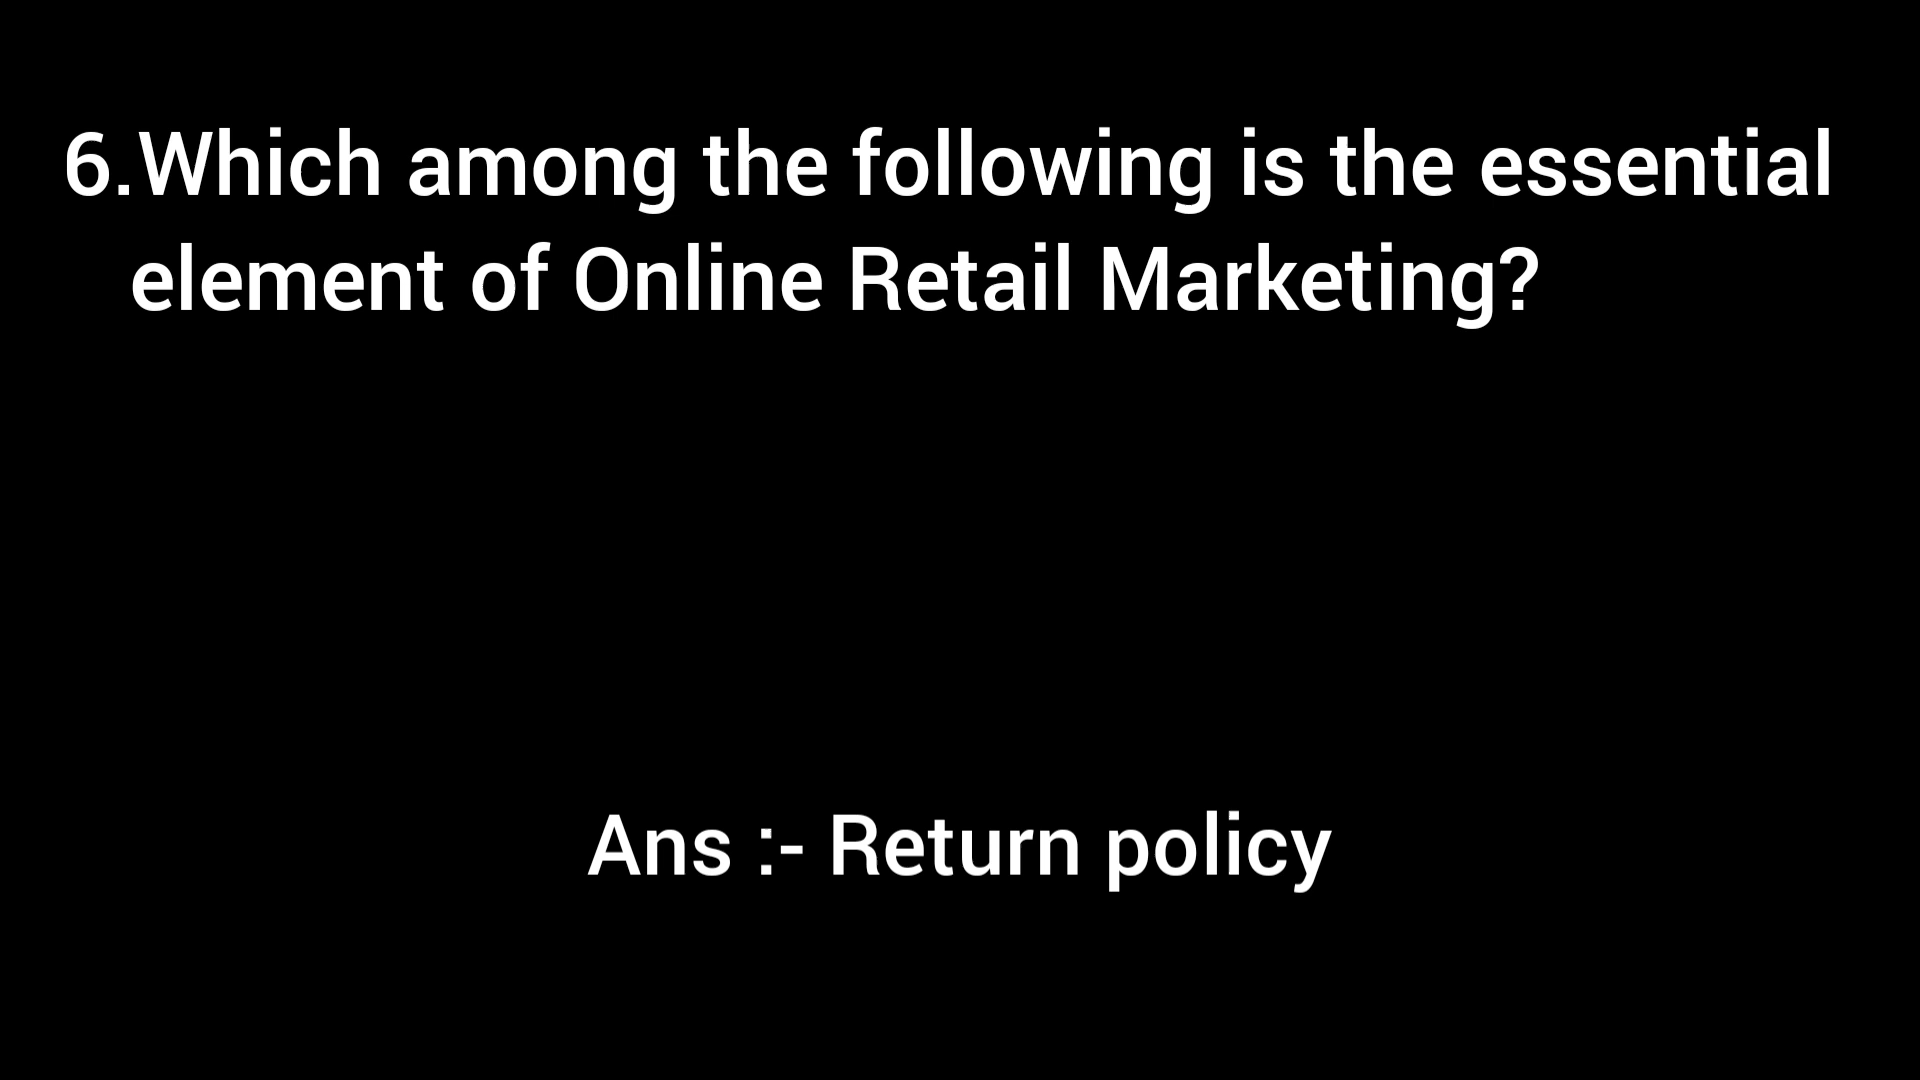 6.Which among the following is the essential
element of Online Retail Marketing?
Ans :- Return policy